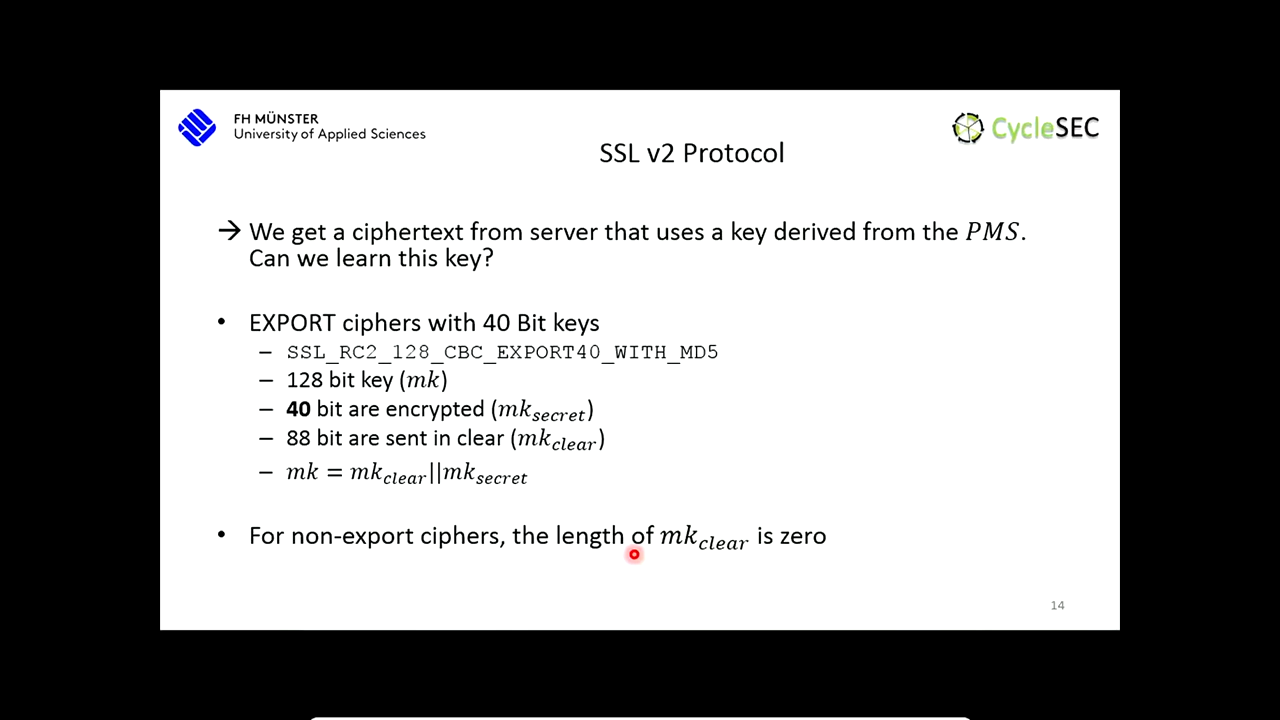 FH MÜNSTER
University of Applied Sciences
CycleSEC
SSL v2 Protocol
→ We get a ciphertext from server that uses a key derived from the PMS.
Can we learn this key?
• EXPORT ciphers with 40 Bit keys
– SSL_RC2_128_CBC_EXPORT40_WITH_MD5
– 128 bit key (mk)
– 40 bit are encrypted (mk_secret)
– 88 bit are sent in clear (mk_clear)
– mk = mk_clear||mk_secret
• For non-export ciphers, the length of mk_clear is zero
14